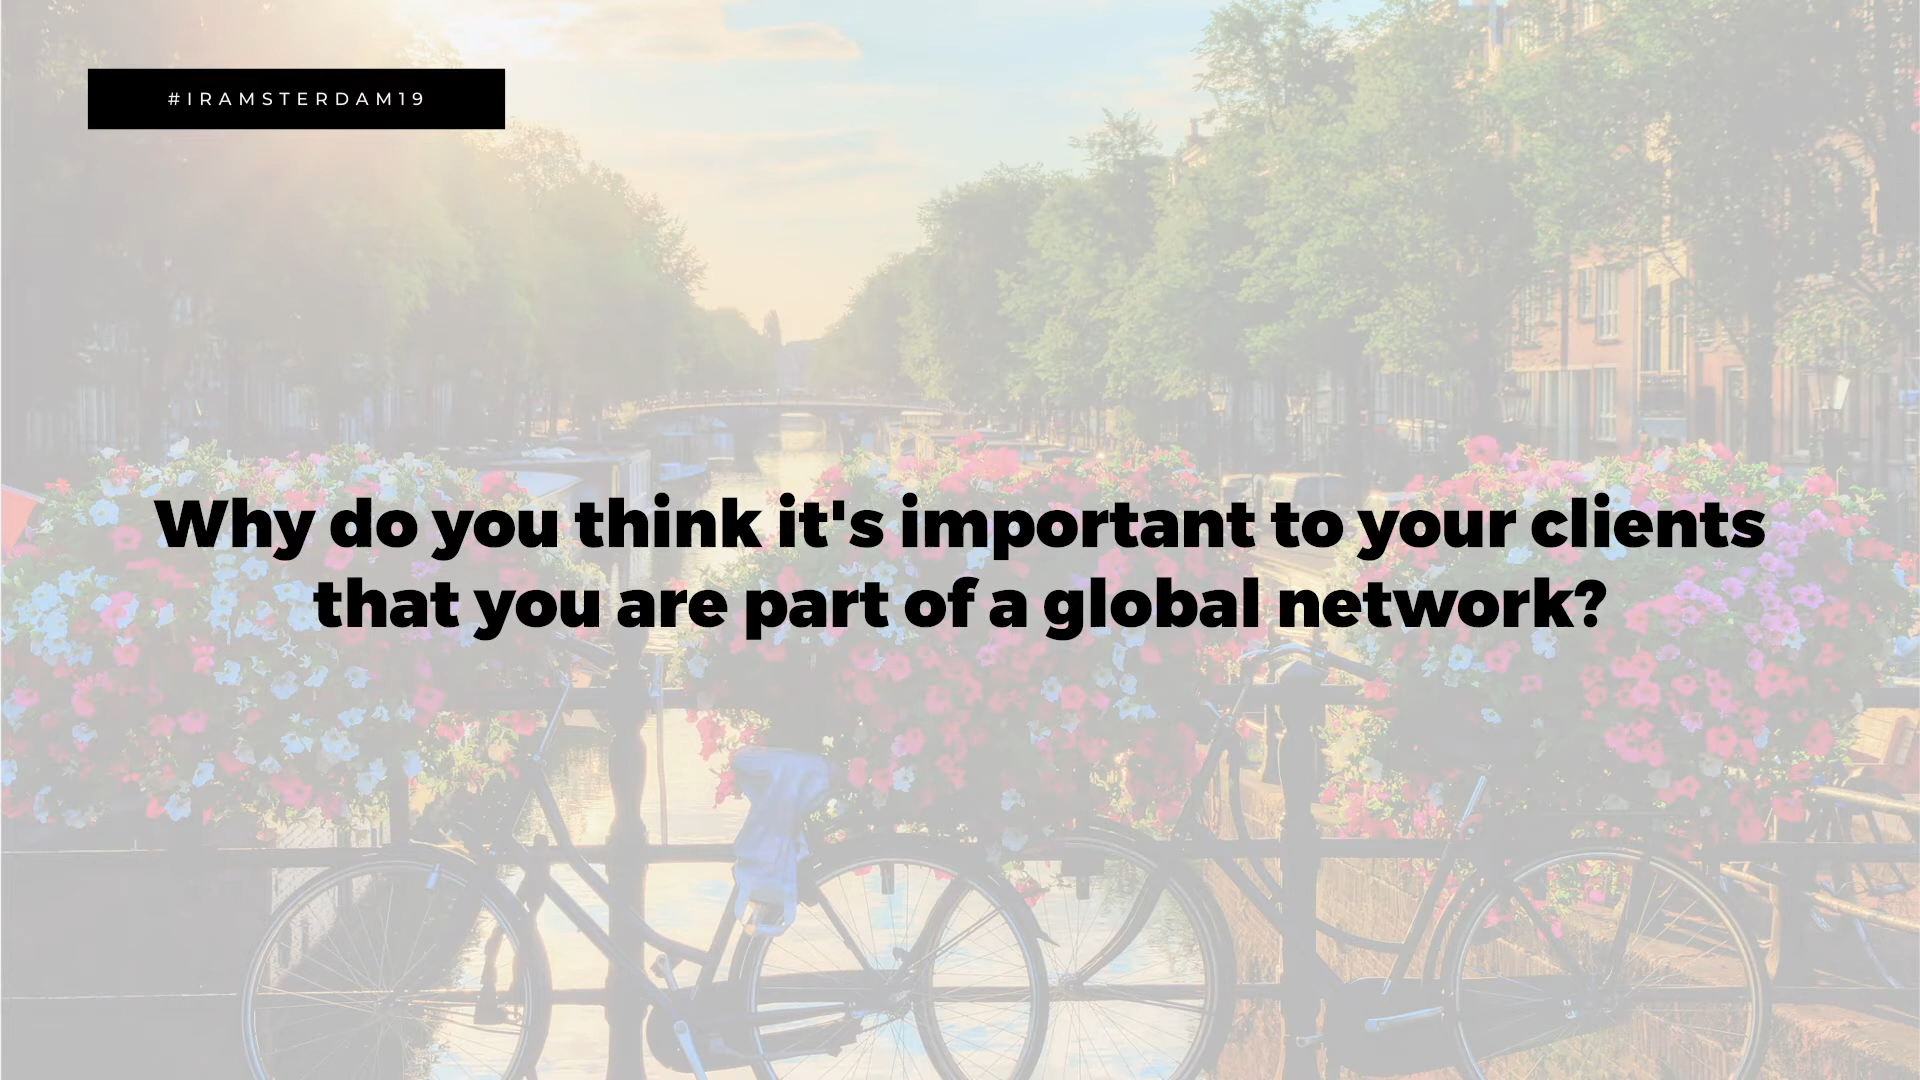 #IRAMSTERDAM19
Why do you think it's important to your clients
that you are part of a global network?